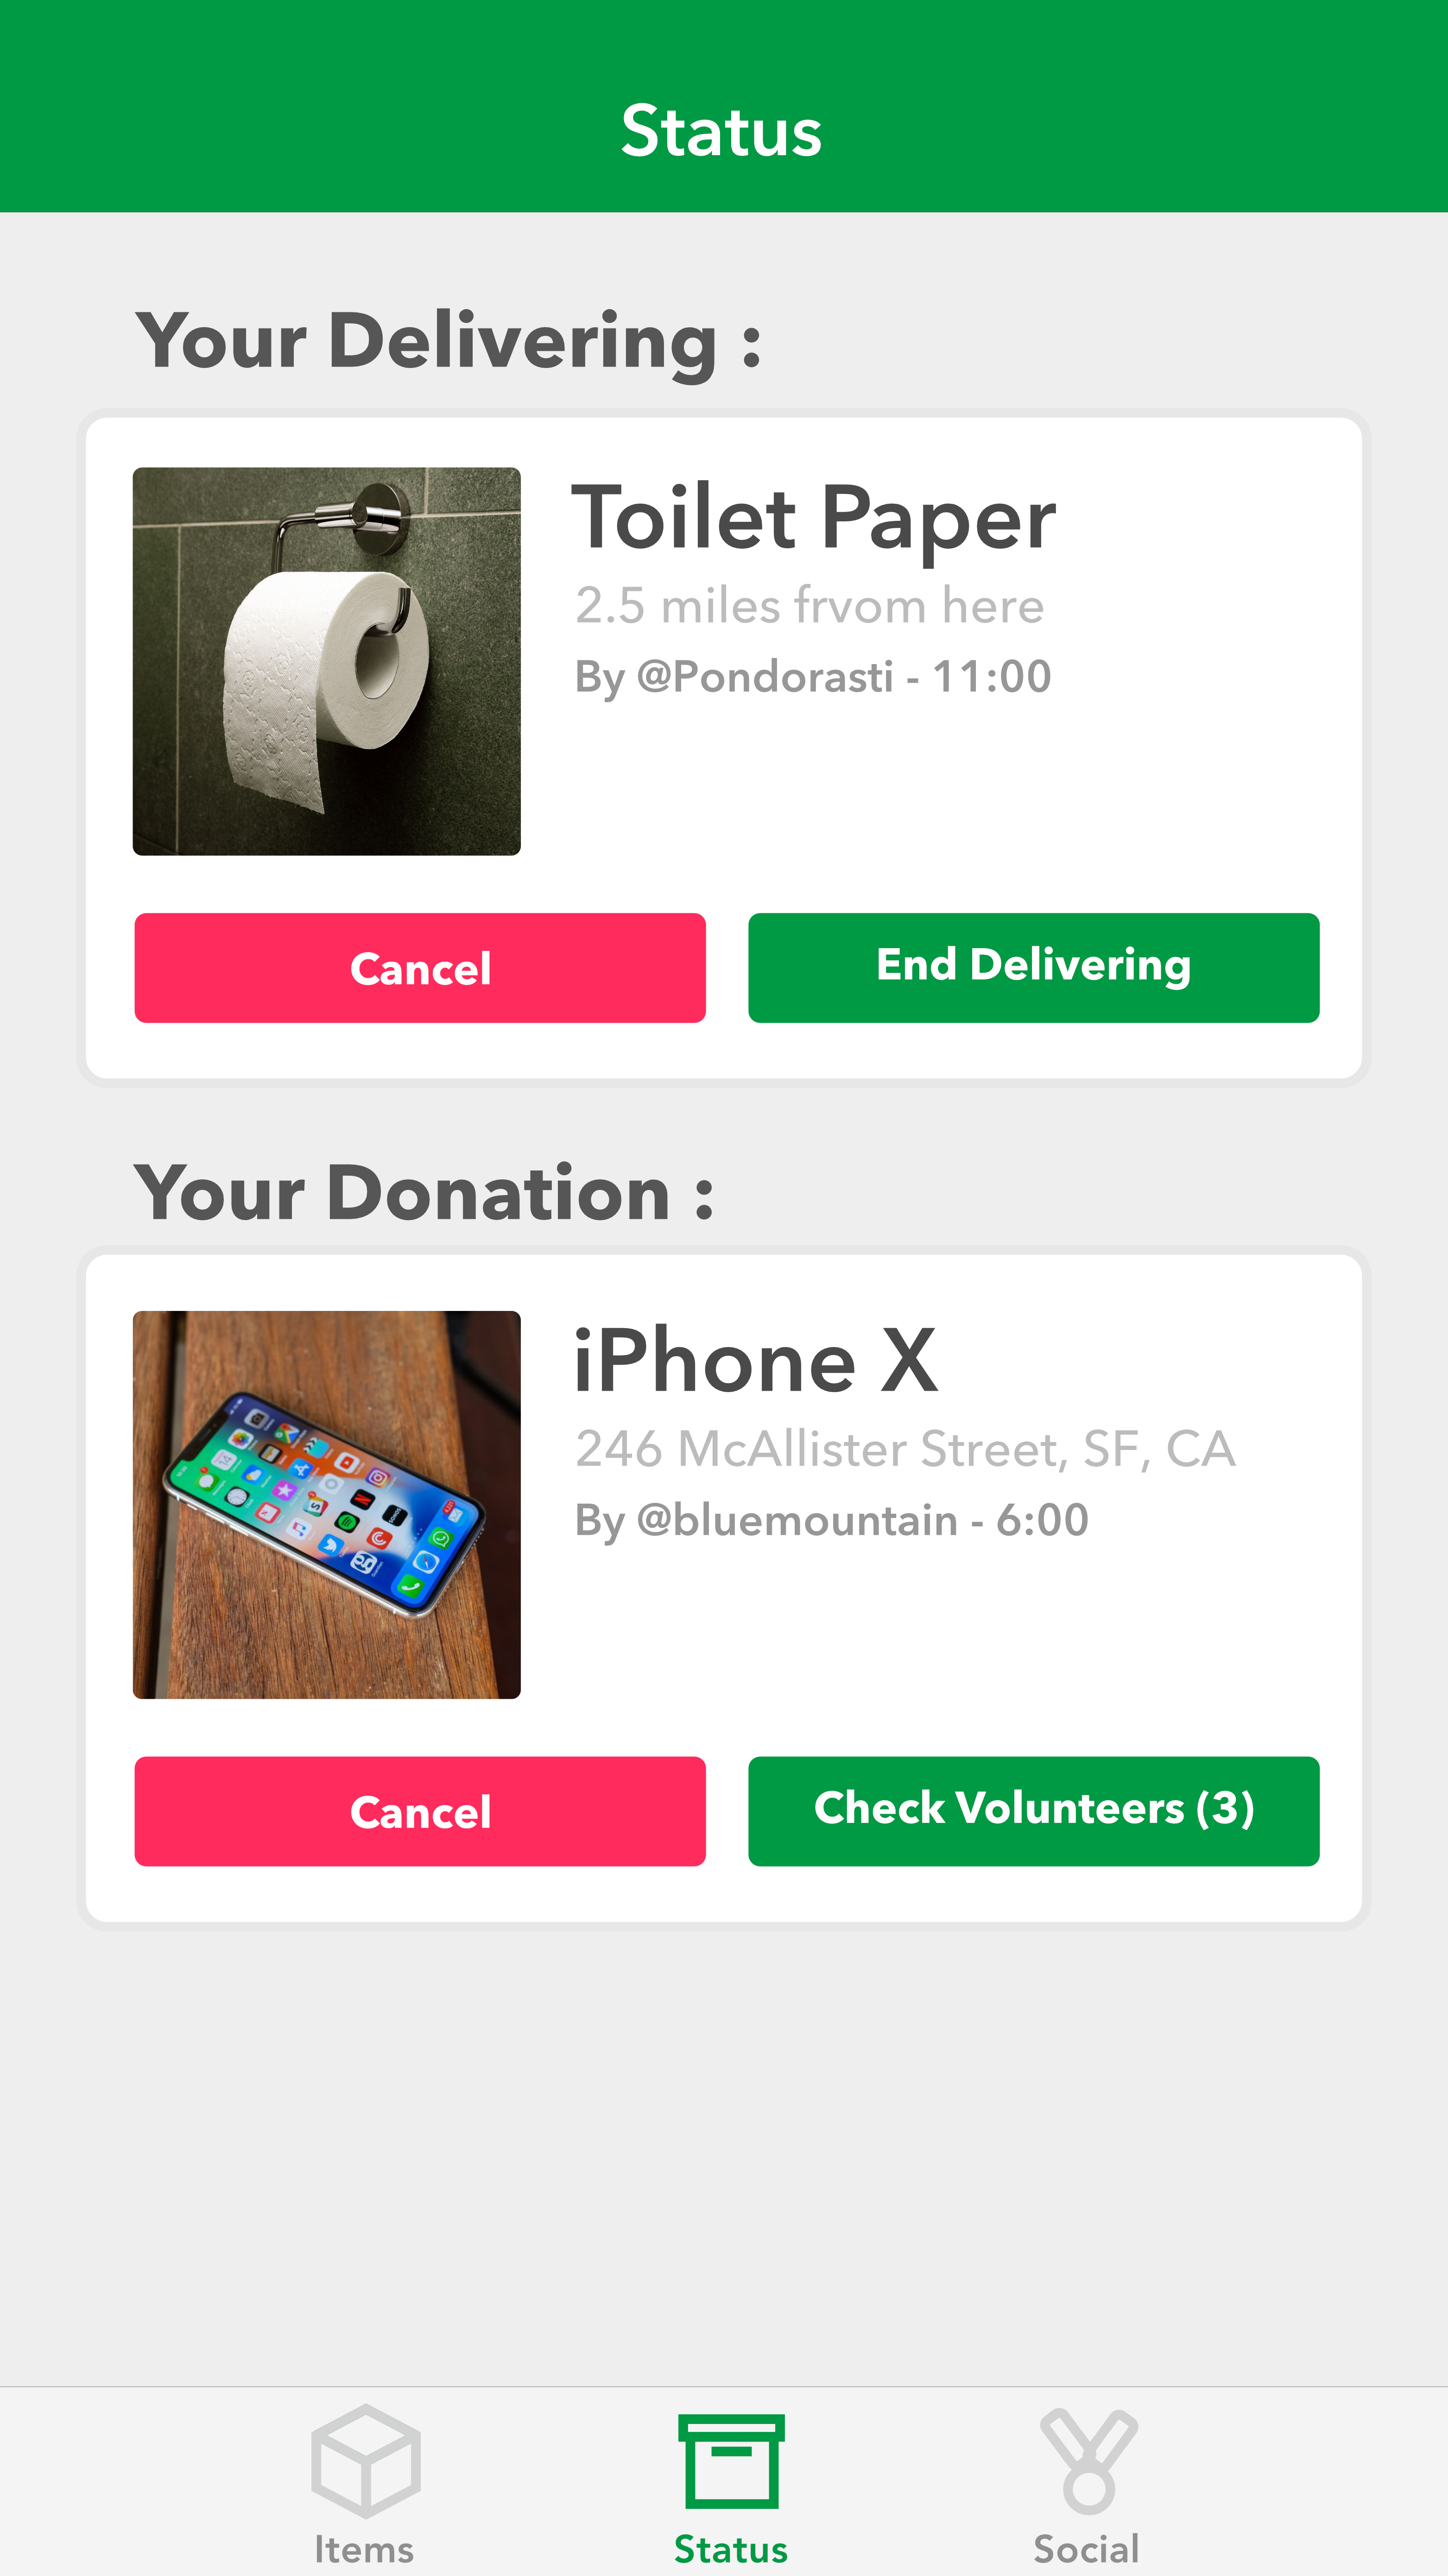 Status
Your Delivering :
Toilet Paper
2.5 miles frvom here
By @Pondorasti - 11:00
Cancel
End Delivering
Your Donation :
iPhone X
246 McAllister Street, SF, CA
By @bluemountain - 6:00
Cancel
Check Volunteers (3)
Items
Status
Social